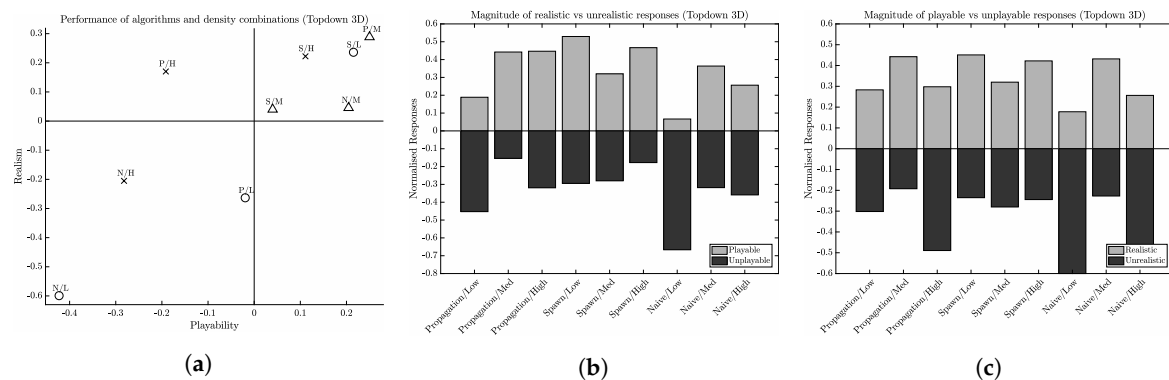 Performance of algorithms and density combinations (Topdown 3D)
0.3
0.2
0.1
0
-0.1
-0.2
-0.3
-0.4
-0.5
-0.6
Realism
P/M
S/L
S/H
P/H
S/M
N/M
N/H
P/L
N/L
-0.4
-0.3
-0.2
-0.1
0
0.1
0.2
Playability
(a)
Magnitude of realistic vs unrealistic responses (Topdown 3D)
0.6
0.5
0.4
0.3
0.2
0.1
0
-0.1
-0.2
-0.3
-0.4
-0.5
-0.6
-0.7
-0.8
Normalised Responses
Playable
Unplayable
Propagation/Low
Propagation/Med
Propagation/High
Spawn/Low
Spawn/Med
Spawn/High
Naive/Low
Naive/Med
Naive/High
(b)
Magnitude of playable vs unplayable responses (Topdown 3D)
0.6
0.5
0.4
0.3
0.2
0.1
0
-0.1
-0.2
-0.3
-0.4
-0.5
-0.6
Normalised Responses
Realistic
Unrealistic
Propagation/Low
Propagation/Med
Propagation/High
Spawn/Low
Spawn/Med
Spawn/High
Naive/Low
Naive/Med
Naive/High
(c)